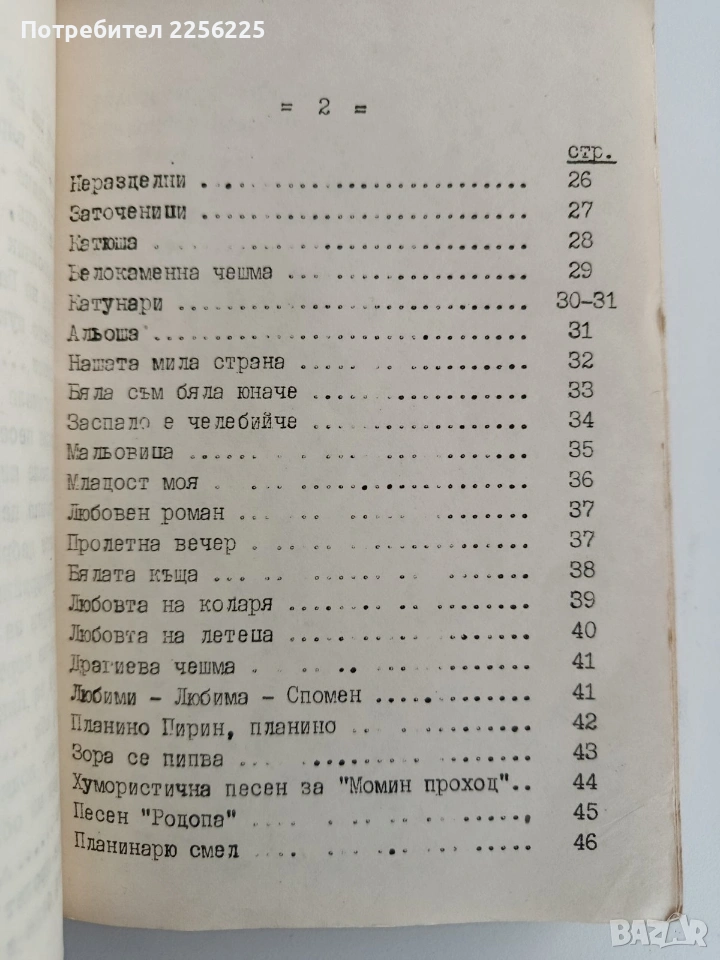 Потребител 2256225
= 2 =
стр.
Неразделни ........ 26
Заточеници ........ 27
Катюша ........ 28
Белокаменна чешма ........ 29
Катунари ........ 30-31
Альоша ........ 31
Нашата мила страна ........ 32
Бяла съм бяла юначе ........ 33
Заспало е челебийче ........ 34
Мальовица ........ 35
Младост моя ........ 36
Любовен роман ........ 37
Пролетна вечер ........ 37
Бялата къща ........ 38
Любовта на коларя ........ 39
Любовта на летеца ........ 40
Драгиева чешма ........ 41
Любими - Любима - Спомен ........ 41
Планино Пирин, планино ........ 42
Зора се пипва ........ 43
Хумористична песен за "Момин проход".. 44
Песен "Родопа" ........ 45
Планинарю смел ........ 46
BAZAR